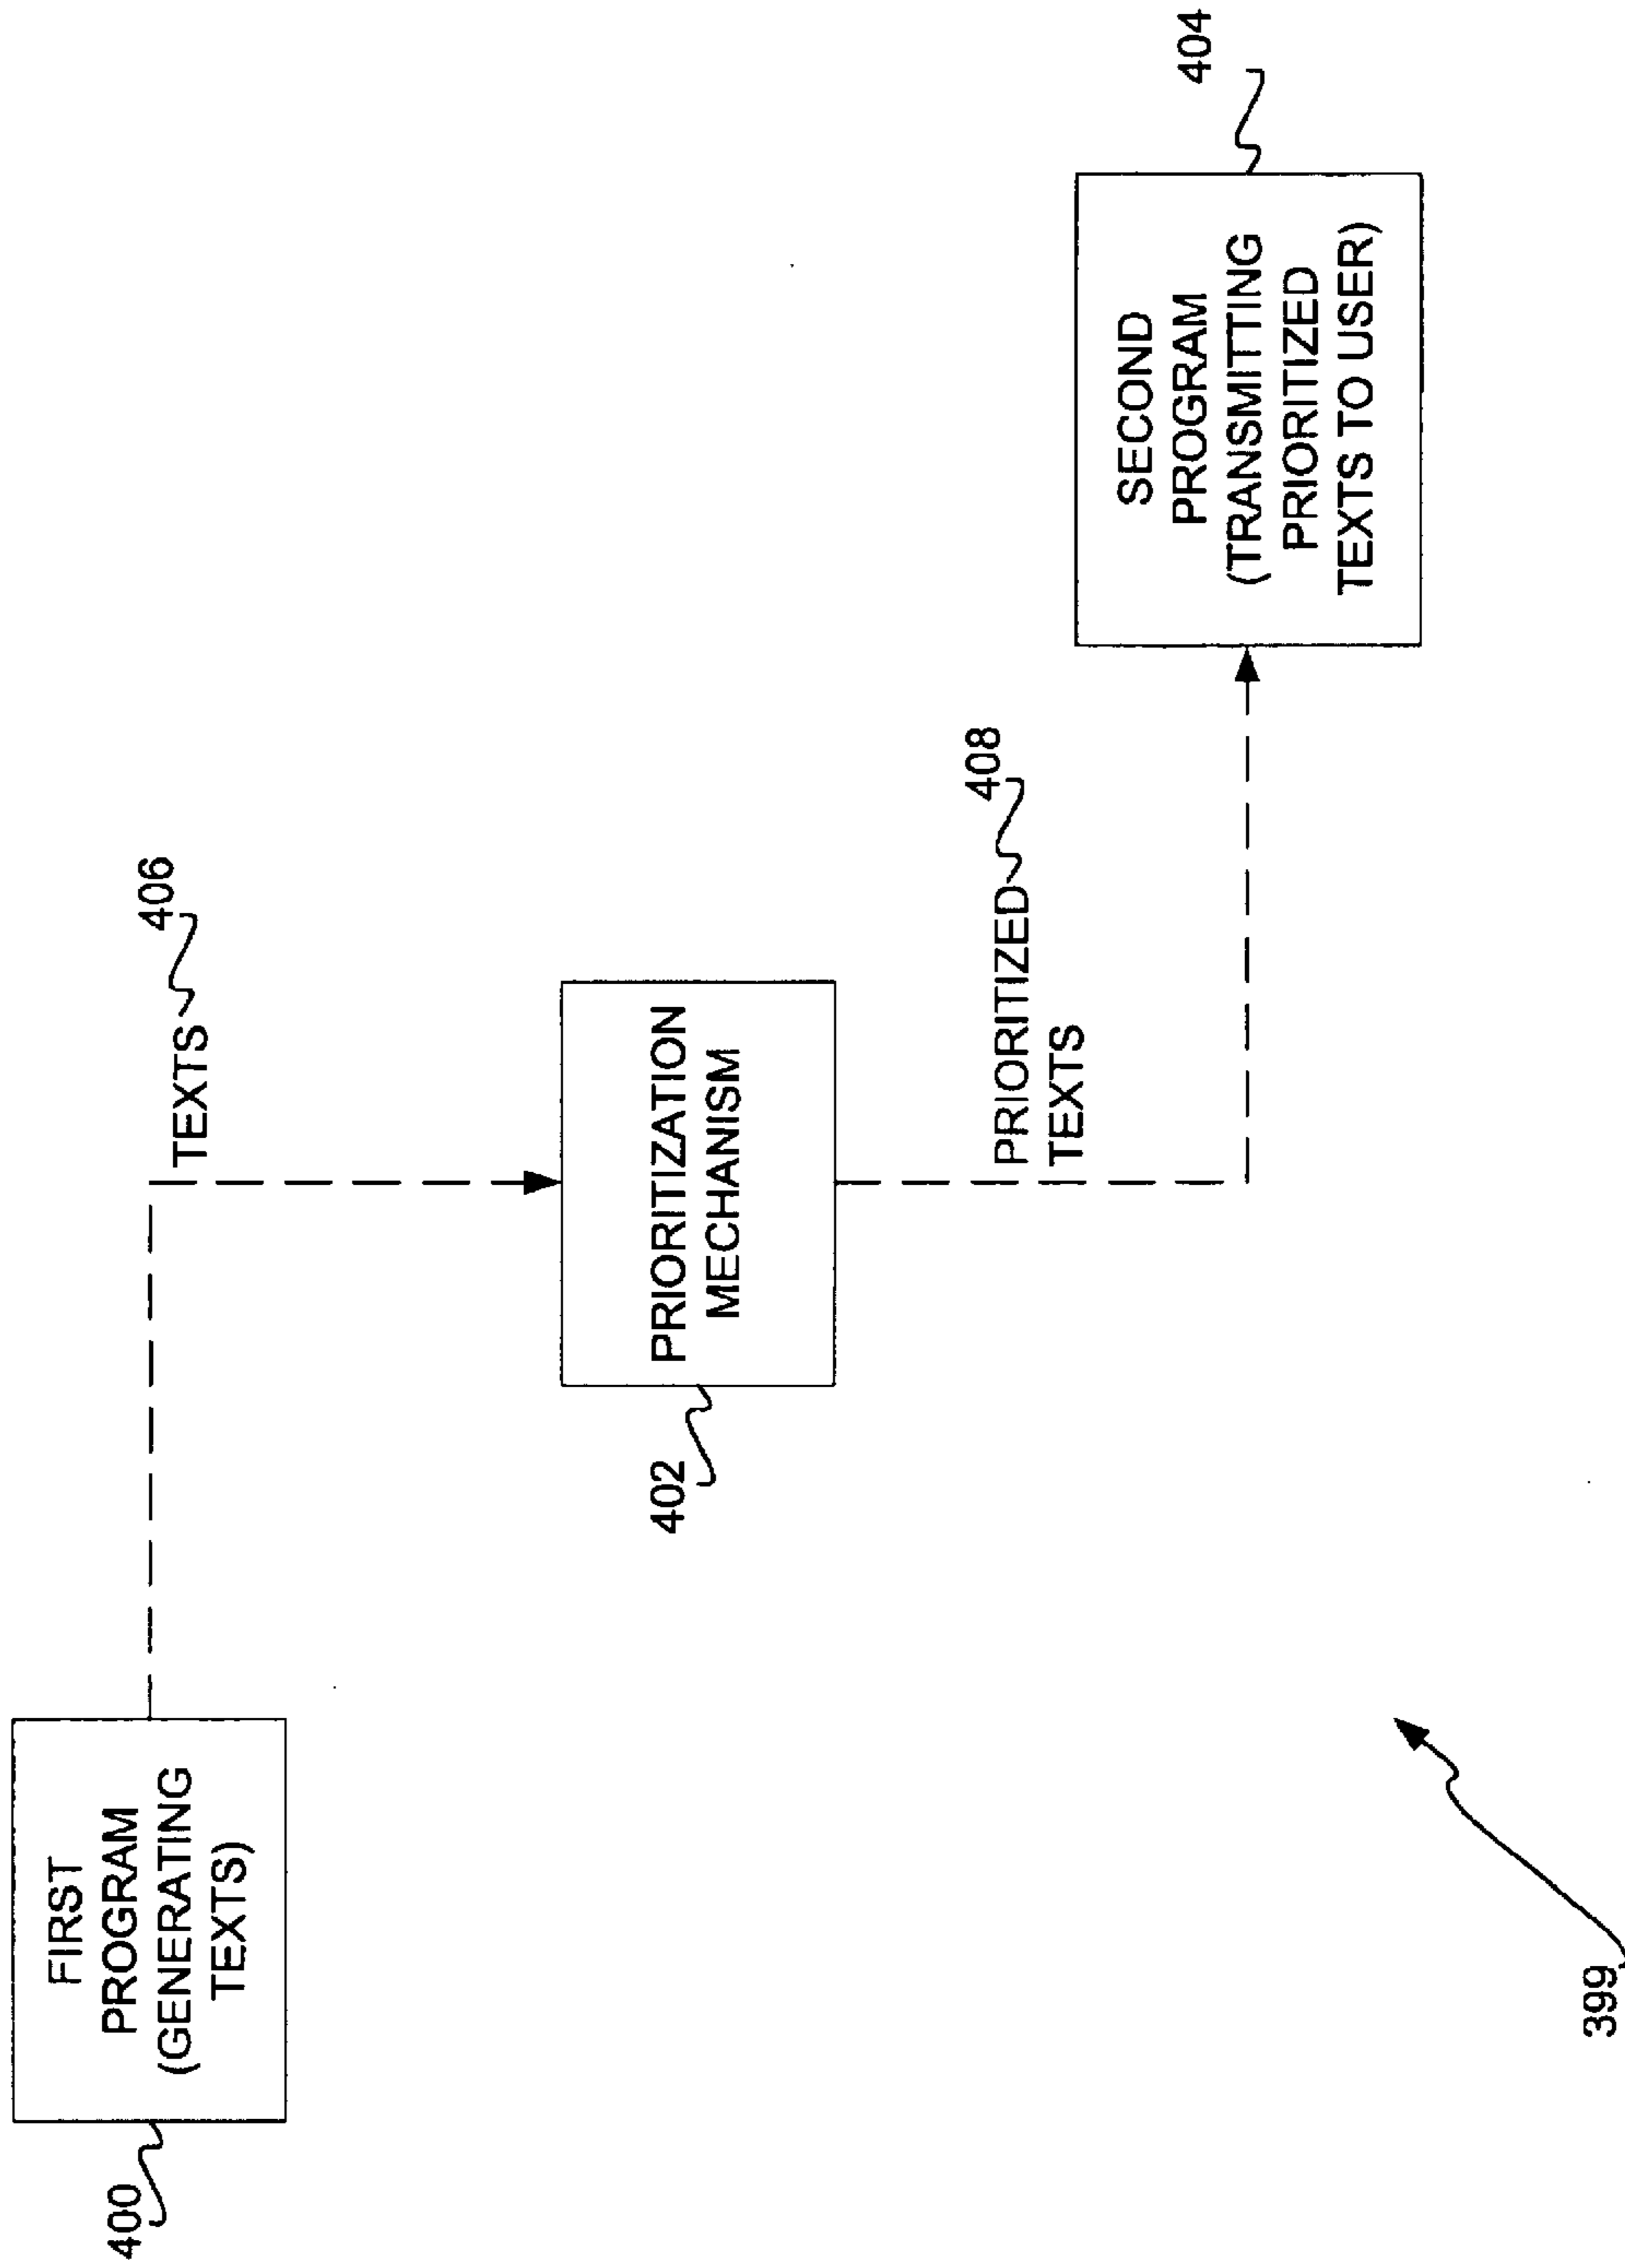 400
FIRST
PROGRAM
(GENERATING
TEXTS)
TEXTS
406
402
PRIORITIZATION
MECHANISM
PRIORITIZED
TEXTS
408
SECOND
PROGRAM
(TRANSMITTING
PRIORITIZED
TEXTS TO USER)
404
399